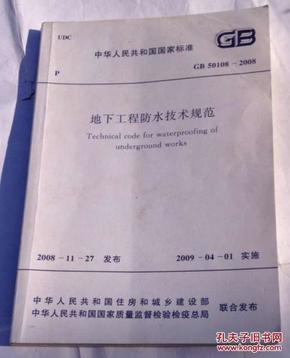 UDC
中华人民共和国国家标准
GB
P
GB 50108-2008
地下工程防水技术规范
Technical code for waterproofing of
underground works
2008-11-27 发布
2009-04-01 实施
中华人民共和国住房和城乡建设部
中华人民共和国国家质量监督检验检疫总局
联合发布